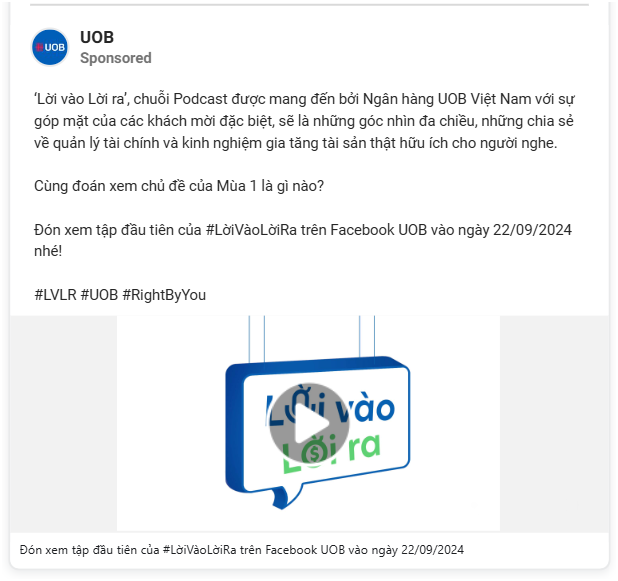 UOB
UOB
Sponsored
‘Lời vào Lời ra’, chuỗi Podcast được mang đến bởi Ngân hàng UOB Việt Nam với sự
góp mặt của các khách mời đặc biệt, sẽ là những góc nhìn đa chiều, những chia sẻ
về quản lý tài chính và kinh nghiệm gia tăng tài sản thật hữu ích cho người nghe.
Cùng đoán xem chủ đề của Mùa 1 là gì nào?
Đón xem tập đầu tiên của #LờiVàoLờiRa trên Facebook UOB vào ngày 22/09/2024
nhé!
#LVLR #UOB #RightByYou
Lời vào
Lời ra
Đón xem tập đầu tiên của #LờiVàoLờiRa trên Facebook UOB vào ngày 22/09/2024